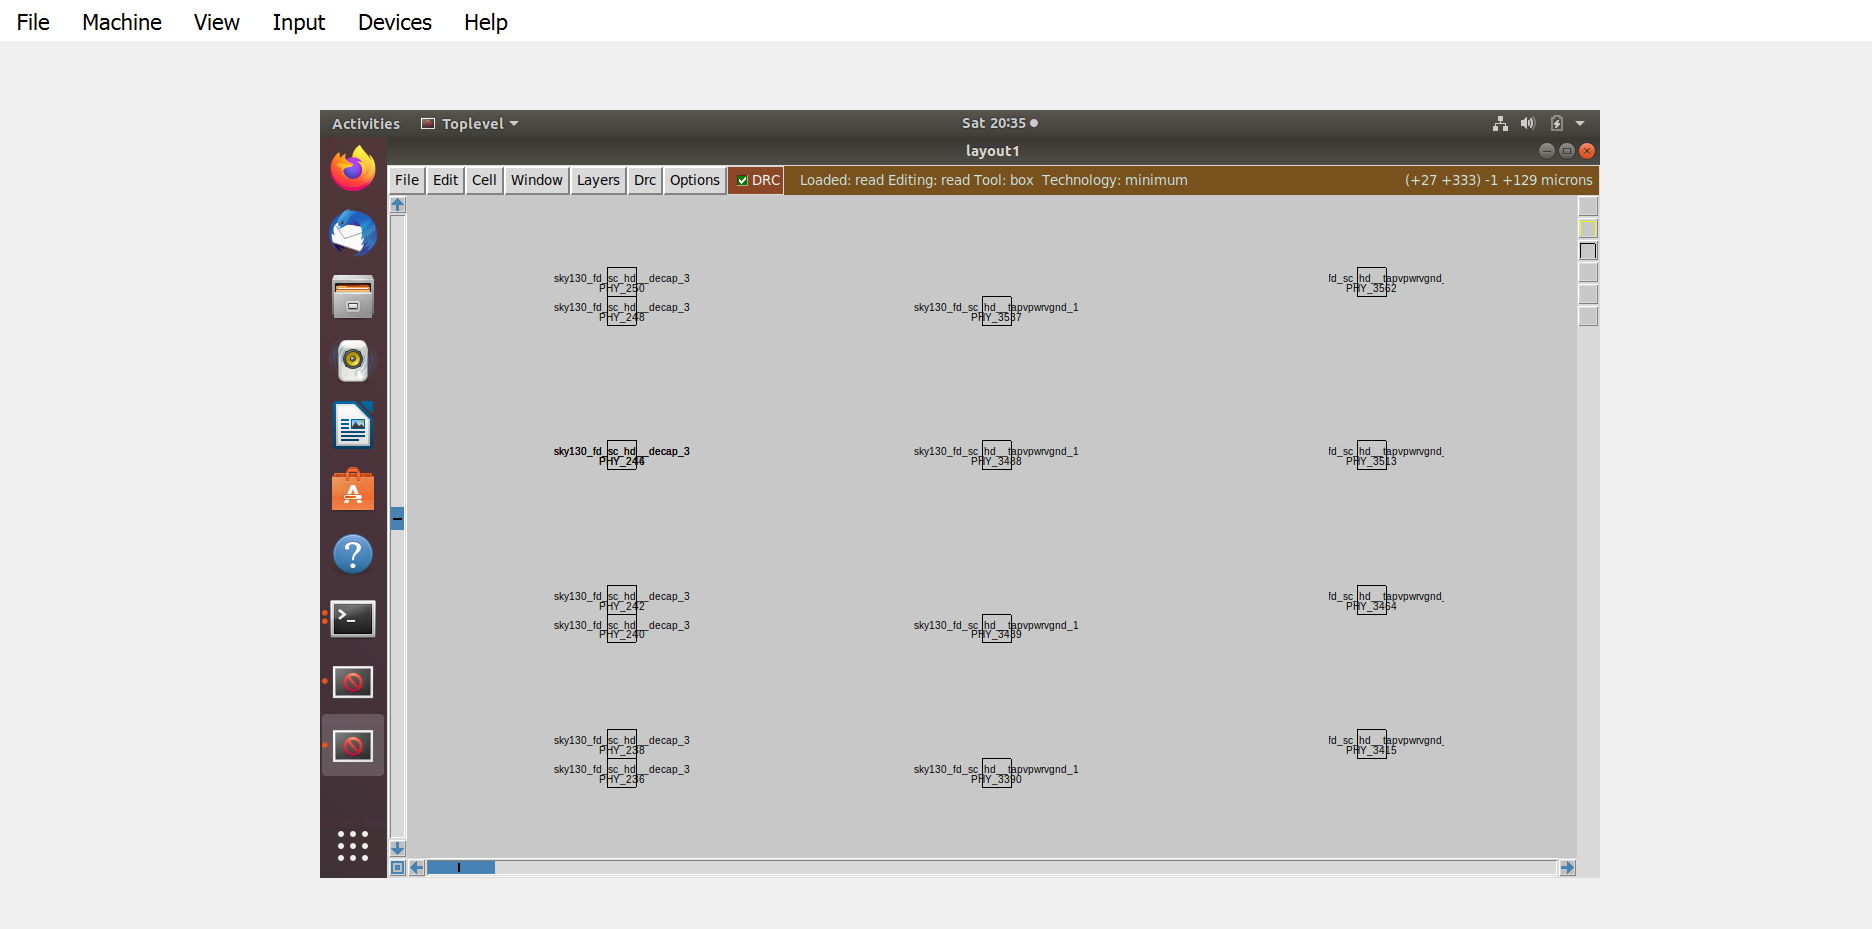 File Machine View Input Devices Help
Activities Toplevel Sat 20:35
layout1
File Edit Cell Window Layers Drc Options DRC Loaded: read Editing: read Tool: box Technology: minimum (+27 +333) -1 +129 microns
sky130_fd_sc_hd__decap_3 fd_sc_hd__tapvpwrvgnd_
PHY_250 PHY_3562
sky130_fd_sc_hd__decap_3 sky130_fd_sc_hd__tapvpwrvgnd_1
PHY_248 PHY_3537
sky130_fd_sc_hd__decap_3 sky130_fd_sc_hd__tapvpwrvgnd_1 fd_sc_hd__tapvpwrvgnd_
PHY_3488 PHY_3513
sky130_fd_sc_hd__decap_3 fd_sc_hd__tapvpwrvgnd_
PHY_242 PHY_3464
sky130_fd_sc_hd__decap_3 sky130_fd_sc_hd__tapvpwrvgnd_1
PHY_240 PHY_3439
sky130_fd_sc_hd__decap_3 fd_sc_hd__tapvpwrvgnd_
PHY_238 PHY_3415
sky130_fd_sc_hd__decap_3 sky130_fd_sc_hd__tapvpwrvgnd_1
PHY_236 PHY_3390